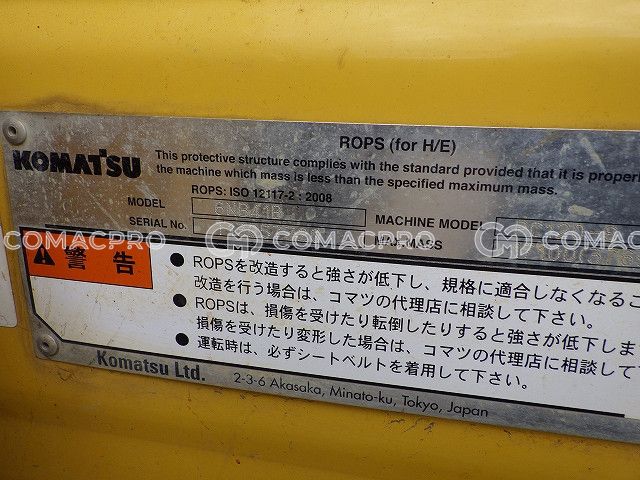 ROPS (for H/E)
KOMATSU
This protective structure complies with the standard provided that it is
the machine which mass is less than the specified maximum mass.
ROPS: ISO 12117-2 : 2008
MODEL
MACHINE MODEL
SERIAL No.
MASS
COMACPRO COMACPRO COMACPRO
警告
● ROPSを改造すると強さが低下し、規格に適合しなくなるこ
改造を行う場合は、コマツの代理店に相談して下さい。
● ROPSは、損傷を受けたり転倒したりすると強さが低下しま
損傷を受けたり変形した場合は、コマツの代理店に相談して
● 運転時は、必ずシートベルトを着用して下さい。
Komatsu Ltd.
2-3-6 Akasaka, Minato-ku, Tokyo, Japan